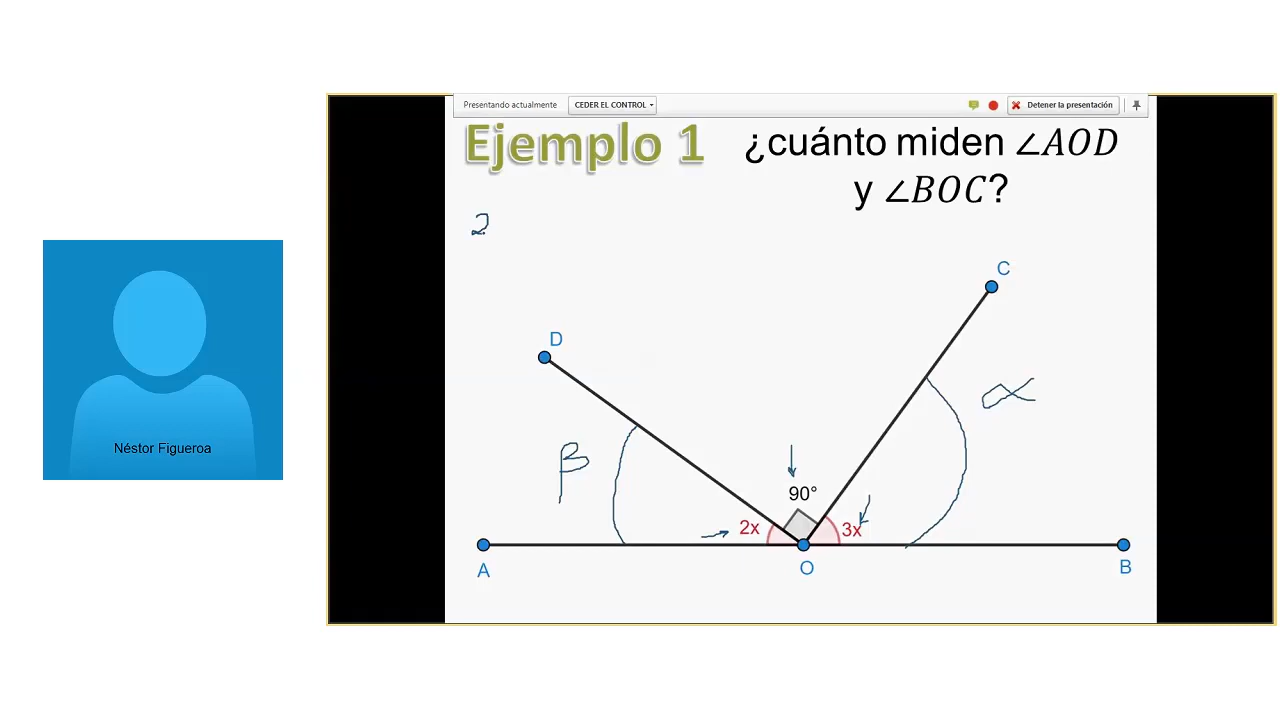 Presentando actualmente CEDER EL CONTROL Detener la presentación
Ejemplo 1 ¿cuánto miden ∠AOD
y ∠BOC?
2
C
D
α
β
Néstor Figueroa
90°
2x 3x
A O B